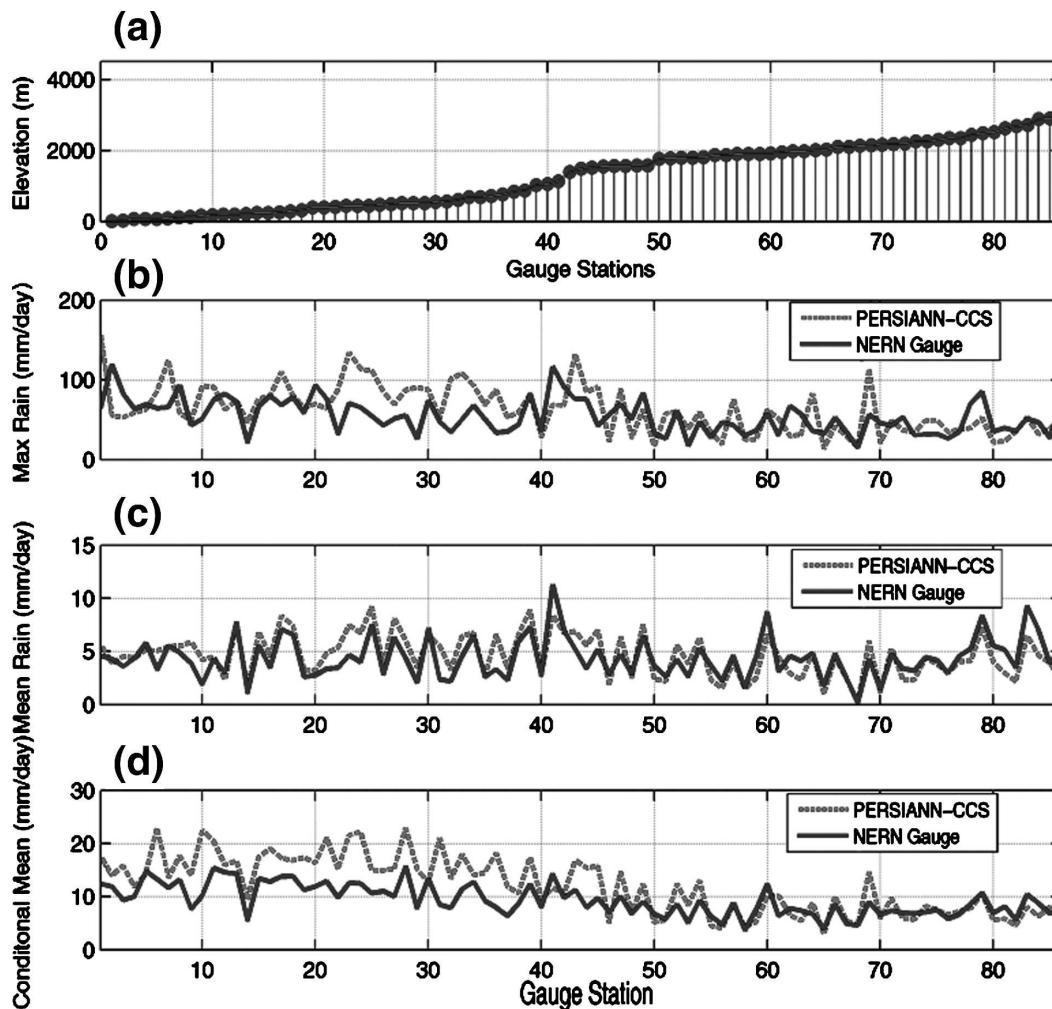 (a)
Elevation (m)
4000
2000
0
0 10 20 30 40 50 60 70 80
Gauge Stations
(b)
Max Rain (mm/day)
200
100
0
PERSIANN-CCS
NERN Gauge
10 20 30 40 50 60 70 80
(c)
Mean Rain (mm/day)
15
10
5
0
PERSIANN-CCS
NERN Gauge
10 20 30 40 50 60 70 80
(d)
Conditonal Mean (mm/day)
30
20
10
0
PERSIANN-CCS
NERN Gauge
10 20 30 40 50 60 70 80
Gauge Station